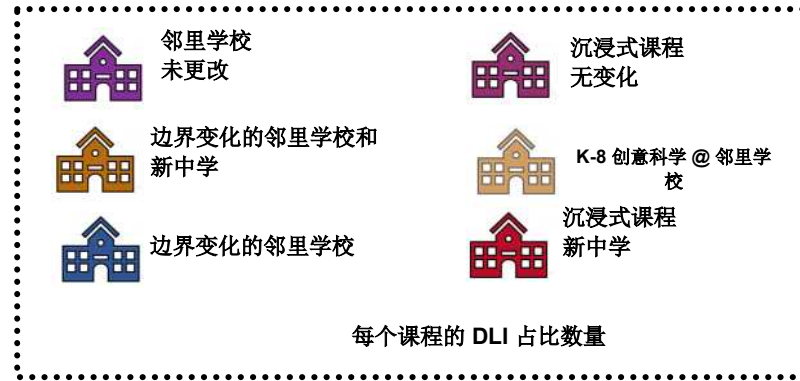 邻里学校
未更改
沉浸式课程
无变化
边界变化的邻里学校和
新中学
K-8 创意科学 @ 邻里学
校
边界变化的邻里学校
沉浸式课程
新中学
每个课程的 DLI 占比数量